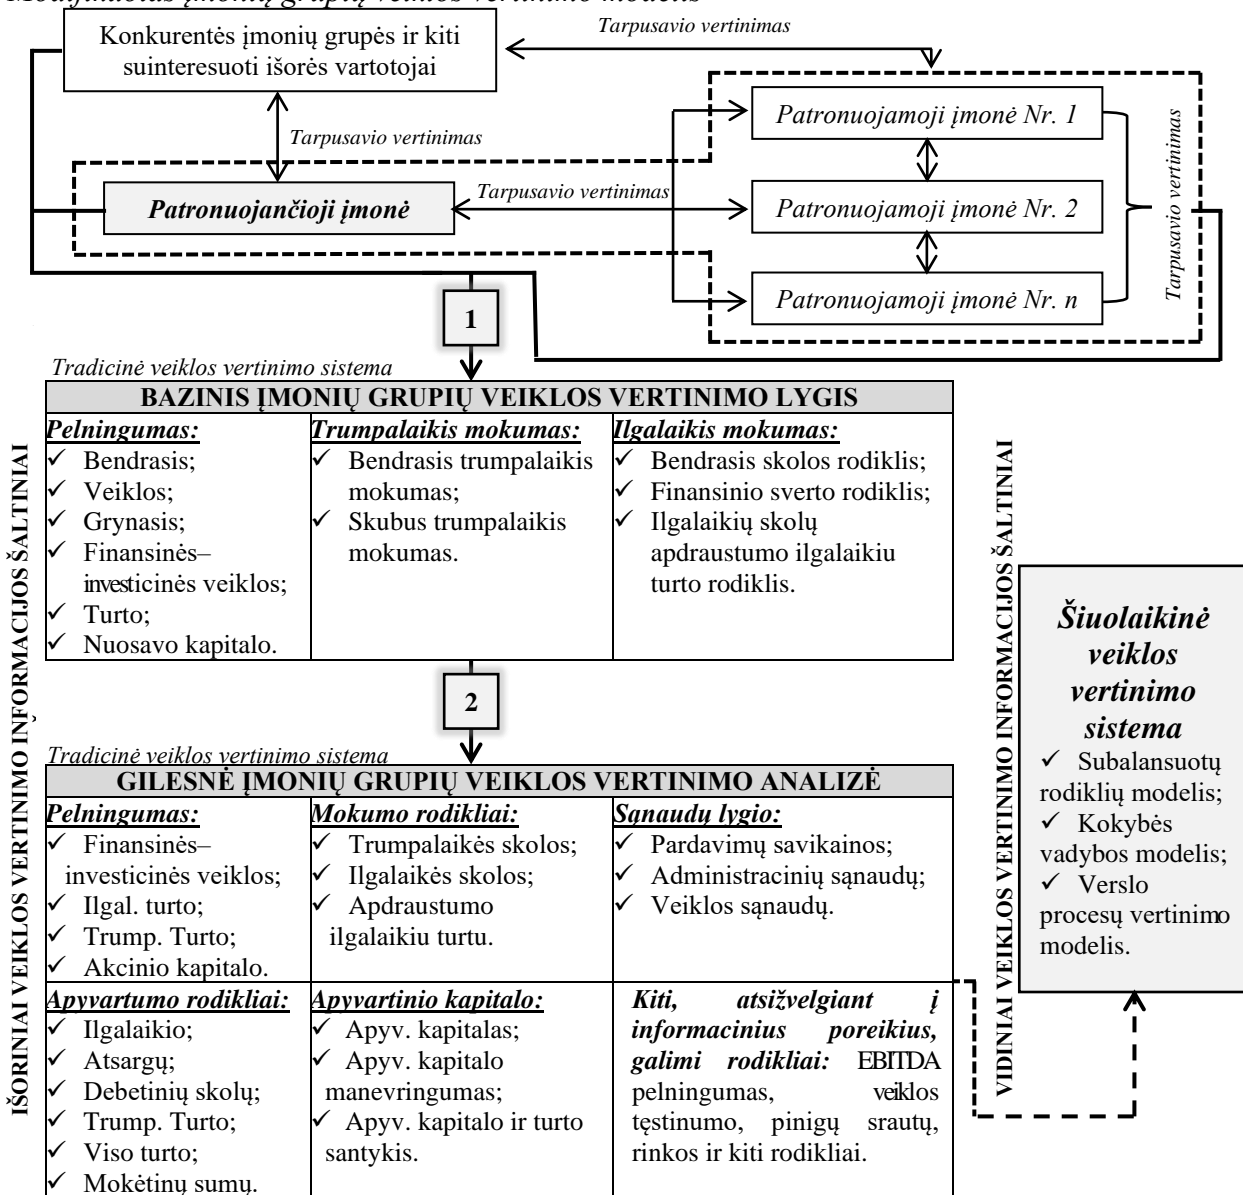 Modifikuotas įmonių grupių veiklos vertinimo modelis
Konkurentės įmonių grupės ir kiti
suinteresuoti išorės vartotojai
Tarpusavio vertinimas
Tarpusavio vertinimas
Patronuojamoji įmonė Nr. 1
Patronuojančioji įmonė
Tarpusavio vertinimas
Patronuojamoji įmonė Nr. 2
Patronuojamoji įmonė Nr. n
Tarpusavio vertinimas
1
Tradicinė veiklos vertinimo sistema
BAZINIS ĮMONIŲ GRUPIŲ VEIKLOS VERTINIMO LYGIS
Pelningumas:
✓ Bendrasis;
✓ Veiklos;
✓ Grynasis;
✓ Finansinės–
investicinės veiklos;
✓ Turto;
✓ Nuosavo kapitalo.
Trumpalaikis mokumas:
✓ Bendrasis trumpalaikis
mokumas;
✓ Skubus trumpalaikis
mokumas.
Ilgalaikis mokumas:
✓ Bendrasis skolos rodiklis;
✓ Finansinio sverto rodiklis;
✓ Ilgalaikių skolų
apdraustumo ilgalaikiu
turto rodiklis.
2
Tradicinė veiklos vertinimo sistema
GILESNĖ ĮMONIŲ GRUPIŲ VEIKLOS VERTINIMO ANALIZĖ
Pelningumas:
✓ Finansinės–
investicinės veiklos;
✓ Ilgal. turto;
✓ Trump. Turto;
✓ Akcinio kapitalo.
Mokumo rodikliai:
✓ Trumpalaikės skolos;
✓ Ilgalaikės skolos;
✓ Apdraustumo
ilgalaikiu turtu.
Sąnaudų lygio:
✓ Pardavimų savikainos;
✓ Administracinių sąnaudų;
✓ Veiklos sąnaudų.
Apyvartumo rodikliai:
✓ Ilgalaikio;
✓ Atsargų;
✓ Debetinių skolų;
✓ Trump. Turto;
✓ Viso turto;
✓ Mokėtinų sumų.
Apyvartinio kapitalo:
✓ Apyv. kapitalas;
✓ Apyv. kapitalo
manevringumas;
✓ Apyv. kapitalo ir turto
santykis.
Kiti, atsižvelgiant į
informacinius poreikius,
galimi rodikliai: EBITDA
pelningumas, veiklos
tęstinumo, pinigų srautų,
rinkos ir kiti rodikliai.
IŠORINIAI VEIKLOS VERTINIMO INFORMACIJOS ŠALTINIAI
VIDINIAI VEIKLOS VERTINIMO INFORMACIJOS ŠALTINIAI
Šiuolaikinė
veiklos
vertinimo
sistema
✓ Subalansuotų
rodiklių modelis;
✓ Kokybės
vadybos modelis;
✓ Verslo
procesų vertinimo
modelis.